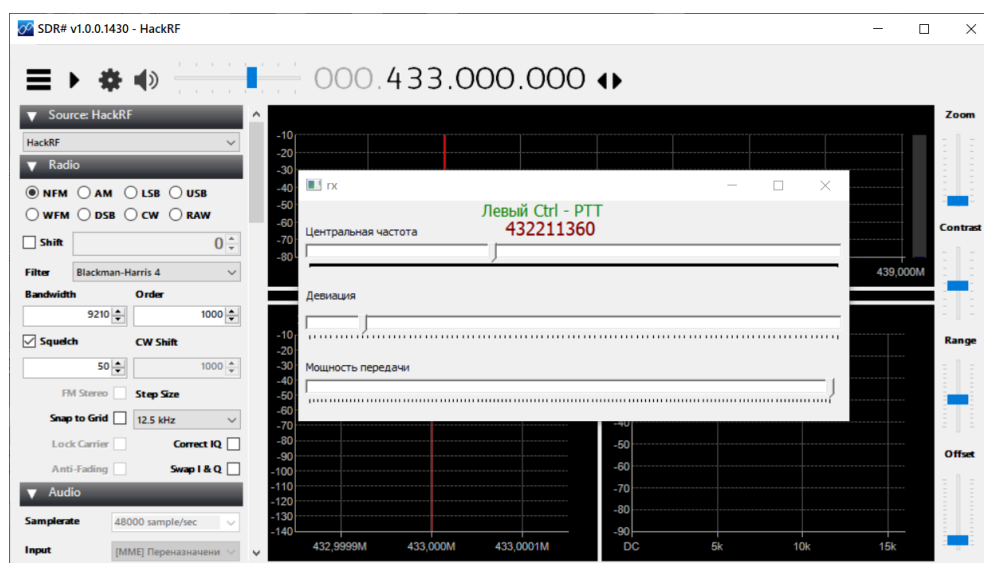 SDR# v1.0.0.1430 - HackRF
000.433.000.000
Source: HackRF
HackRF
Radio
NFM AM LSB USB
WFM DSB CW RAW
Shift 0
Filter Blackman-Harris 4
Bandwidth Order
9210 1000
Squelch CW Shift
50 1000
FM Stereo Step Size
Snap to Grid 12.5 kHz
Lock Carrier Correct IQ
Anti-Fading Swap I & Q
Audio
Samplerate 48000 sample/sec
Input [MME] Переназначени
-10
-20
-30
-40
-50
-60
-70
-80
439,000M
rx
Левый Ctrl - PTT
432211360
Центральная частота
Девиация
Мощность передачи
-10
-20
-30
-40
-50
-60
-70
-80
-90
-100
-110
-120
-130
-140
432,9999M 433,000M 433,0001M
-40
-50
-60
-70
-80
-90
DC 5k 10k 15k
Zoom
Contrast
Range
Offset